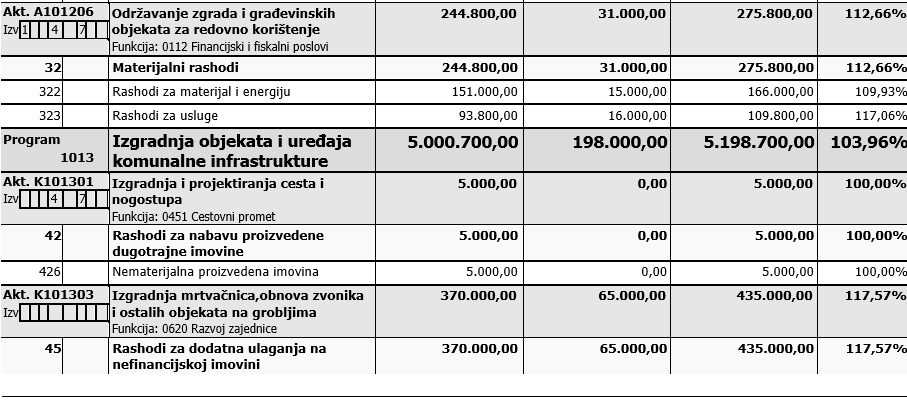 Akt. A101206 Održavanje zgrada i građevinskih 244.800,00 31.000,00 275.800,00 112,66%
Izv 1 4 7 objekata za redovno korištenje
Funkcija: 0112 Financijski i fiskalni poslovi
32 Materijalni rashodi 244.800,00 31.000,00 275.800,00 112,66%
322 Rashodi za materijal i energiju 151.000,00 15.000,00 166.000,00 109,93%
323 Rashodi za usluge 93.800,00 16.000,00 109.800,00 117,06%
Program Izgradnja objekata i uređaja 5.000.700,00 198.000,00 5.198.700,00 103,96%
1013 komunalne infrastrukture
Akt. K101301 Izgradnja i projektiranja cesta i 5.000,00 0,00 5.000,00 100,00%
Izv 4 7 nogostupa
Funkcija: 0451 Cestovni promet
42 Rashodi za nabavu proizvedene 5.000,00 0,00 5.000,00 100,00%
dugotrajne imovine
426 Nematerijalna proizvedena imovina 5.000,00 0,00 5.000,00 100,00%
Akt. K101303 Izgradnja mrtvačnica,obnova zvonika 370.000,00 65.000,00 435.000,00 117,57%
Izv i ostalih objekata na grobljima
Funkcija: 0620 Razvoj zajednice
45 Rashodi za dodatna ulaganja na 370.000,00 65.000,00 435.000,00 117,57%
nefinancijskoj imovini